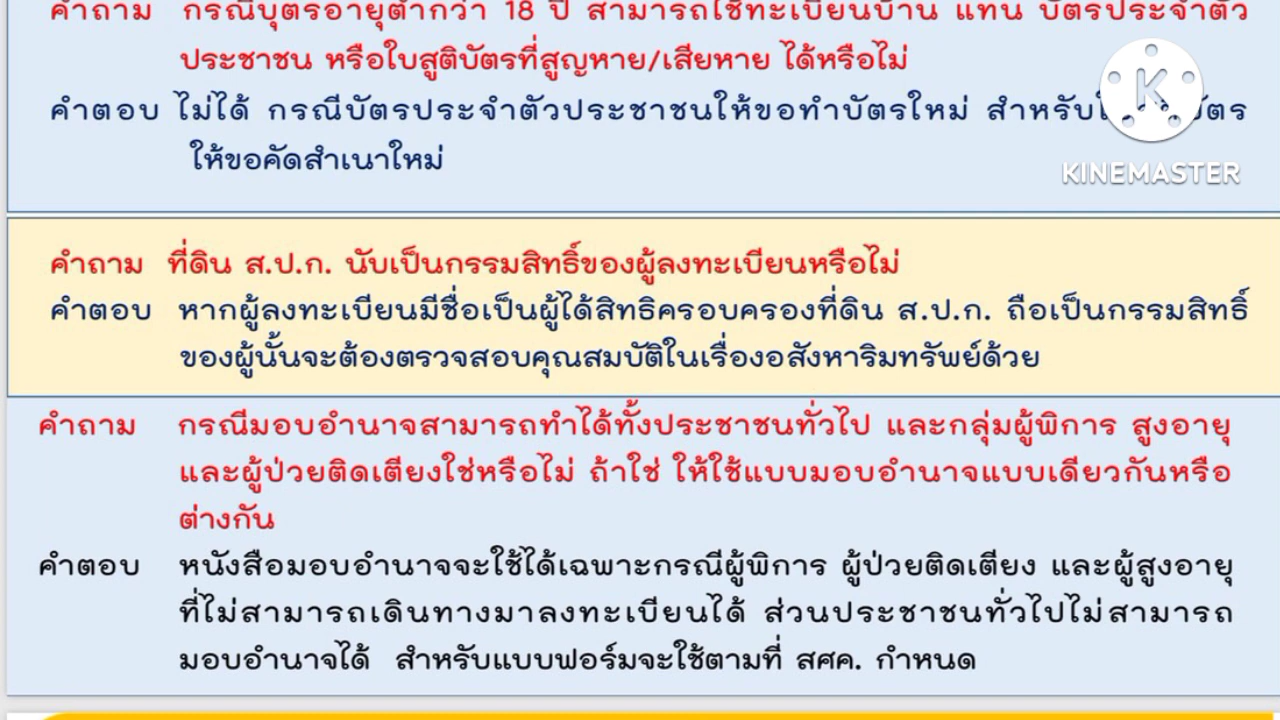 คำถาม กรณีบุตรอายุต่ำกว่า 18 ปี สามารถใช้ทะเบียนบ้าน แทน บัตรประจำตัว
ประชาชน หรือใบสูติบัตรที่สูญหาย/เสียหาย ได้หรือไม่
คำตอบ ไม่ได้ กรณีบัตรประจำตัวประชาชนให้ขอทำบัตรใหม่ สำหรับ
ให้ขอคัดสำเนาใหม่
K
KINEMASTER
คำถาม ที่ดิน ส.ป.ก. นับเป็นกรรมสิทธิ์ของผู้ลงทะเบียนหรือไม่
คำตอบ หากผู้ลงทะเบียนมีชื่อเป็นผู้ได้สิทธิครอบครองที่ดิน ส.ป.ก. ถือเป็นกรรมสิทธิ์
ของผู้นั้นจะต้องตรวจสอบคุณสมบัติในเรื่องอสังหาริมทรัพย์ด้วย
คำถาม กรณีมอบอำนาจสามารถทำได้ทั้งประชาชนทั่วไป และกลุ่มผู้พิการ สูงอายุ
และผู้ป่วยติดเตียงใช่หรือไม่ ถ้าใช่ ให้ใช้แบบมอบอำนาจแบบเดียวกันหรือ
ต่างกัน
คำตอบ หนังสือมอบอำนาจจะใช้ได้เฉพาะกรณีผู้พิการ ผู้ป่วยติดเตียง และผู้สูงอายุ
ที่ไม่สามารถเดินทางมาลงทะเบียนได้ ส่วนประชาชนทั่วไปไม่สามารถ
มอบอำนาจได้ สำหรับแบบฟอร์มจะใช้ตามที่ สศค. กำหนด